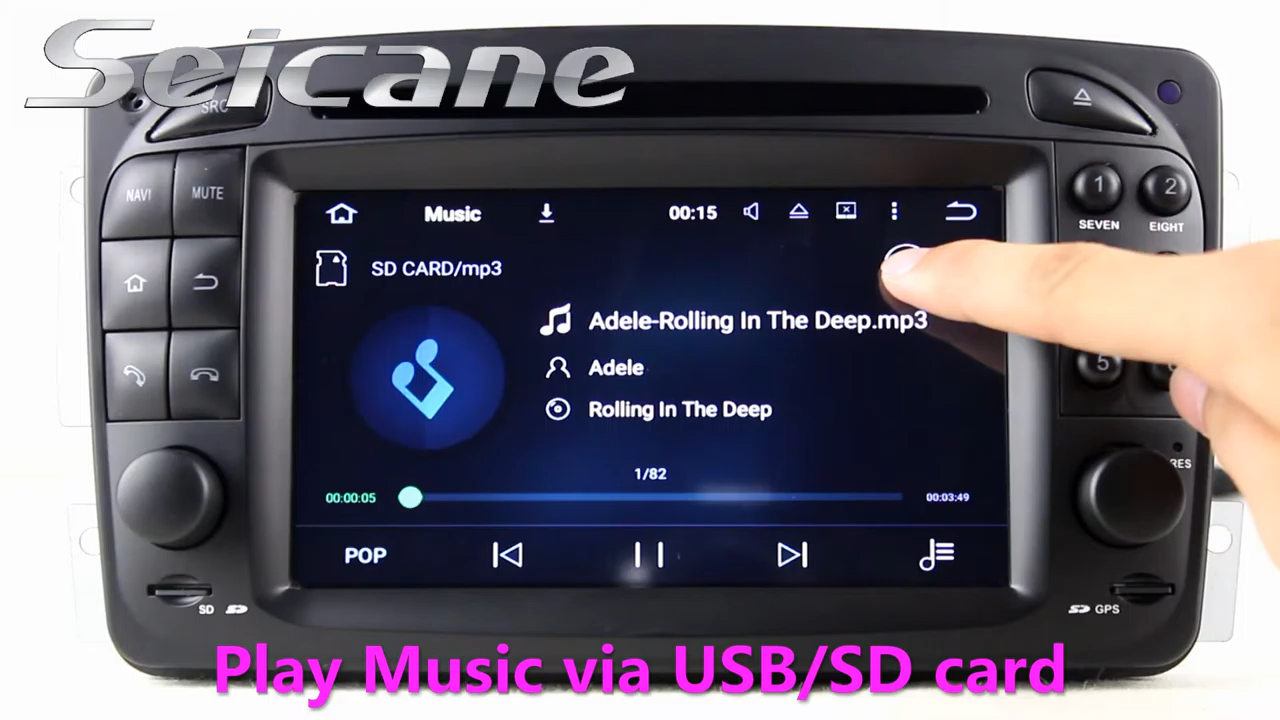 Seicane
SRC
NAVI
MUTE
Music
00:15
1
2
SEVEN
EIGHT
SD CARD/mp3
Adele-Rolling In The Deep.mp3
Adele
Rolling In The Deep
5
1/82
00:00:05
00:03:49
RES
POP
SD
GPS
Play Music via USB/SD card